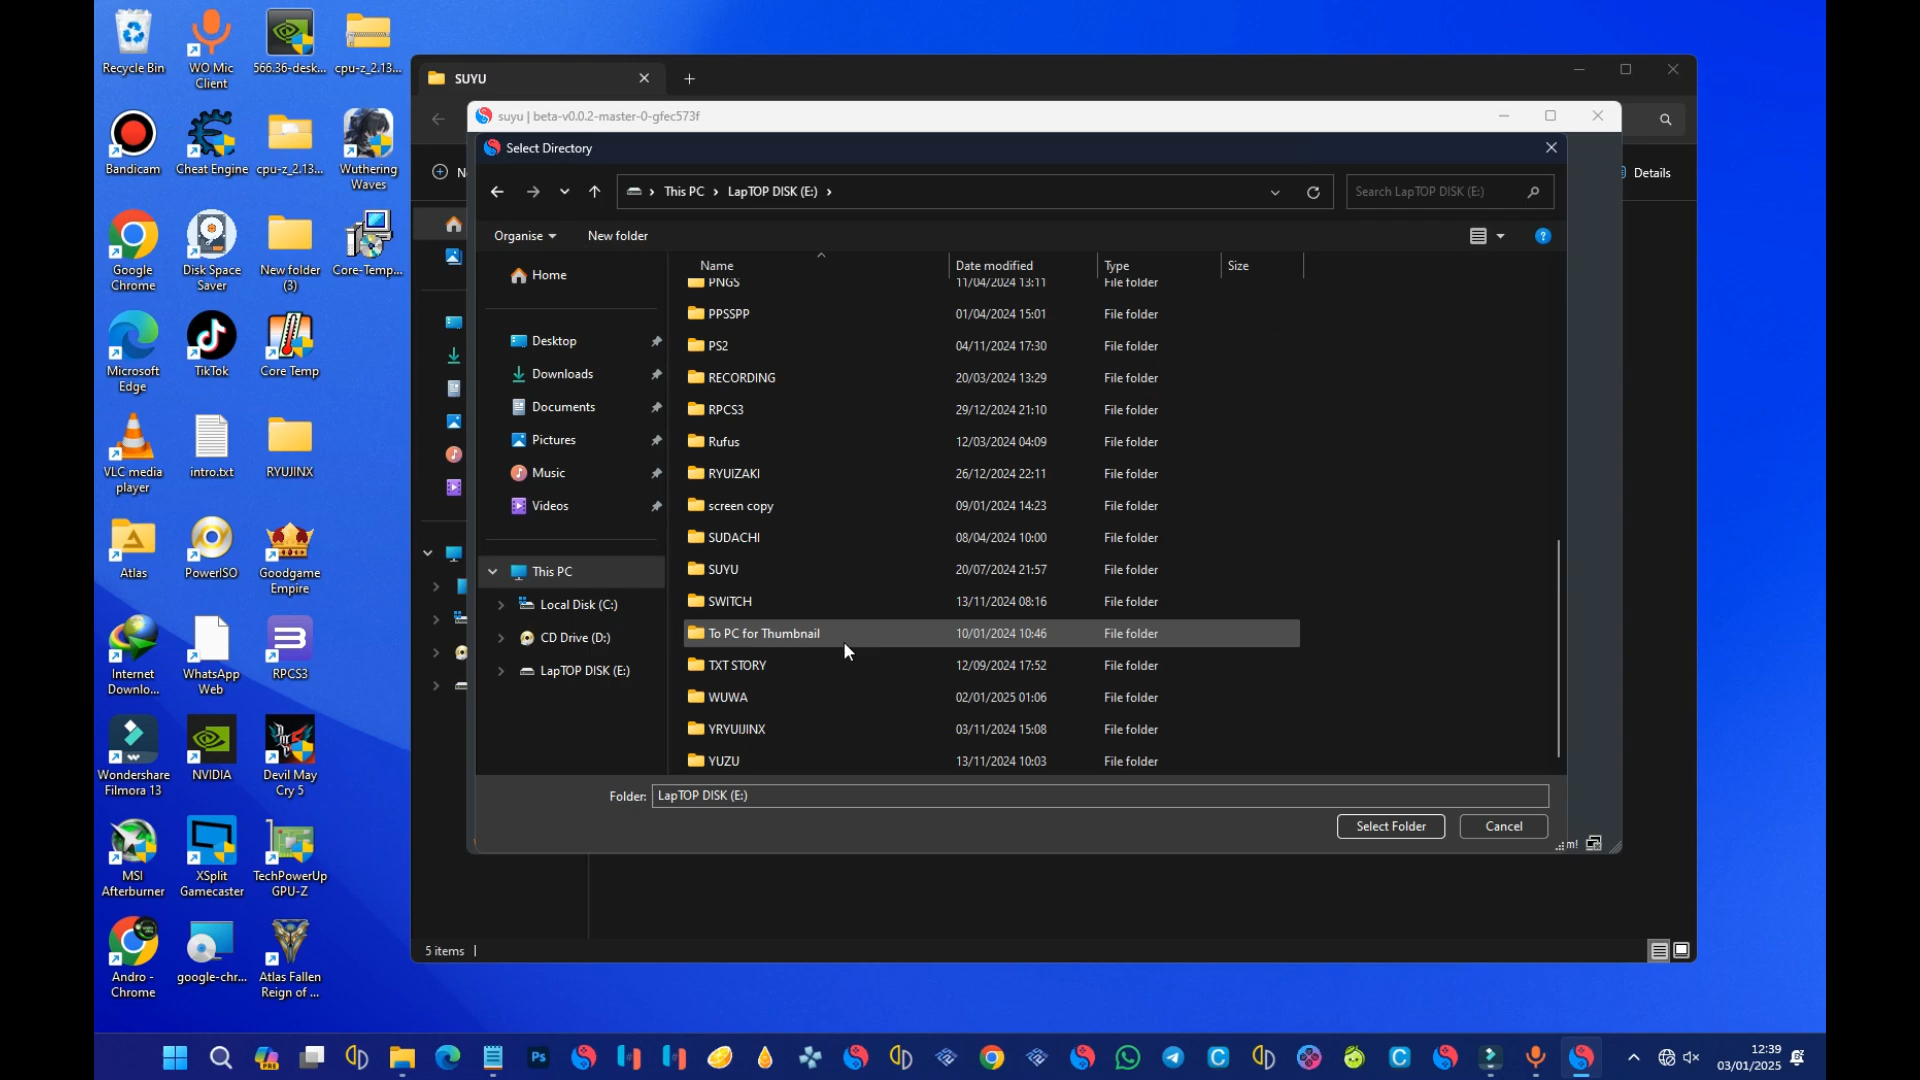 Recycle Bin
WO Mic
Client
566.36-desk...
cpu-z_2.13...
Bandicam
Cheat Engine
cpu-z_2.13...
Wuthering
Waves
Google
Chrome
Disk Space
Saver
New folder
(3)
Core-Temp...
Microsoft
Edge
TikTok
Core Temp
VLC media
player
intro.txt
RYUJINX
Atlas
PowerISO
Goodgame
Empire
Internet
Downlo...
WhatsApp
Web
RPCS3
Wondershare
Filmora 13
NVIDIA
Devil May
Cry 5
MSI
Afterburner
XSplit
Gamecaster
TechPowerUp
GPU-Z
Andro -
Chrome
google-chr...
Atlas Fallen
Reign of ...
SUYU
Details
suyu | beta-v0.0.2-master-0-gfec573f
Select Directory
This PC > LapTOP DISK (E:) >
Search LapTOP DISK (E:)
Organise
New folder
Home
Desktop
Downloads
Documents
Pictures
Music
Videos
This PC
Local Disk (C:)
CD Drive (D:)
LapTOP DISK (E:)
Name Date modified Type Size
PNGS 11/04/2024 13:11 File folder
PPSSPP 01/04/2024 15:01 File folder
PS2 04/11/2024 17:30 File folder
RECORDING 20/03/2024 13:29 File folder
RPCS3 29/12/2024 21:10 File folder
Rufus 12/03/2024 04:09 File folder
RYUIZAKI 26/12/2024 22:11 File folder
screen copy 09/01/2024 14:23 File folder
SUDACHI 08/04/2024 10:00 File folder
SUYU 20/07/2024 21:57 File folder
SWITCH 13/11/2024 08:16 File folder
To PC for Thumbnail 10/01/2024 10:46 File folder
TXT STORY 12/09/2024 17:52 File folder
WUWA 02/01/2025 01:06 File folder
YRYUIJINX 03/11/2024 15:08 File folder
YUZU 13/11/2024 10:03 File folder
Folder: LapTOP DISK (E:)
Select Folder
Cancel
5 items
12:39
03/01/2025